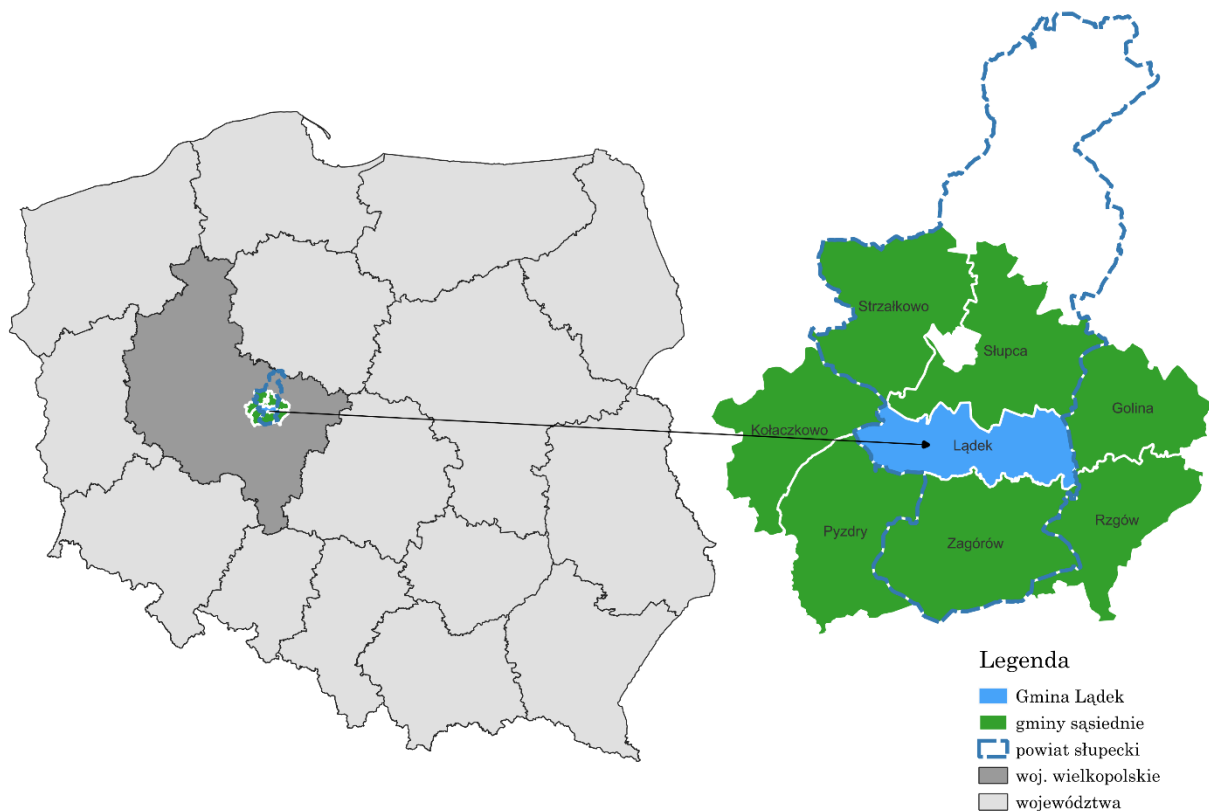 Strzałkowo
Słupca
Kołaczkowo
Golina
Lądek
Pyzdry
Zagórów
Rzgów
Legenda
Gmina Lądek
gminy sąsiednie
powiat słupecki
woj. wielkopolskie
województwa